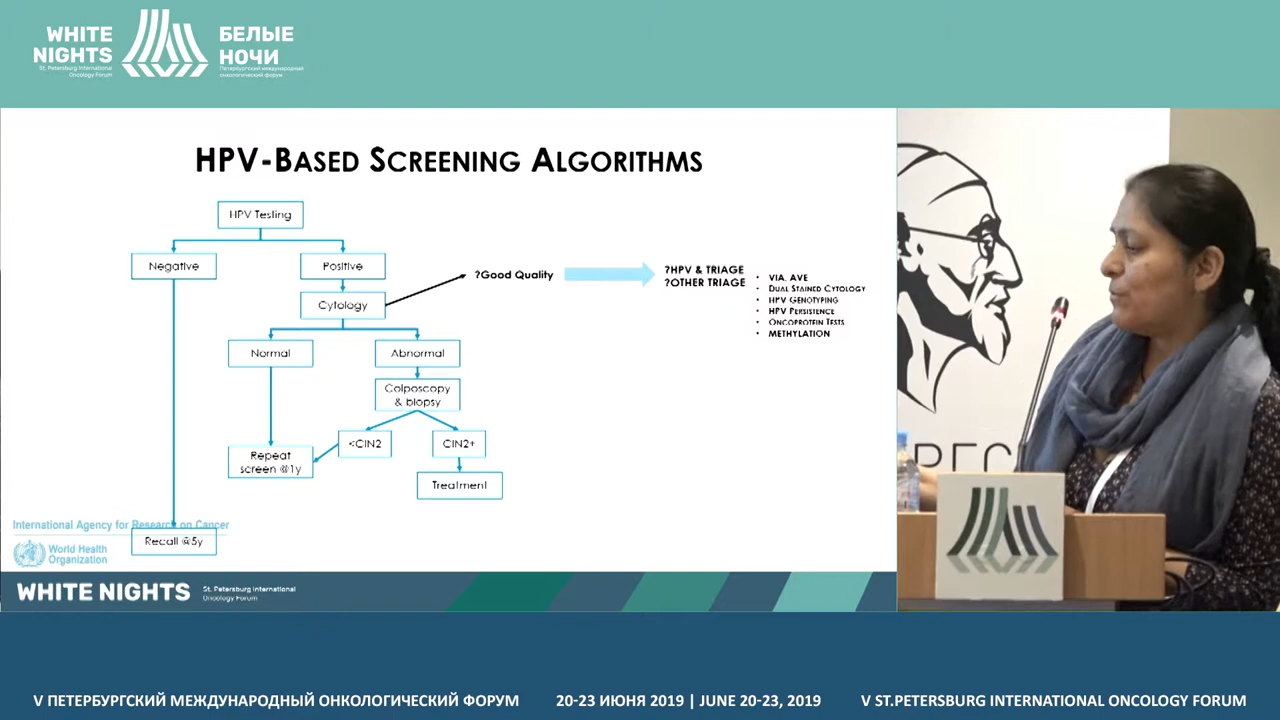 WHITE
NIGHTS
St. Petersburg International
Oncology Forum
БЕЛЫЕ
НОЧИ
Петербургский международный
онкологический форум
HPV-BASED SCREENING ALGORITHMS
HPV Testing
Negative
Positive
Cytology
?Good Quality
?HPV & TRIAGE
?OTHER TRIAGE
• VIA, AVE
• DUAL STAINED CYTOLOGY
• HPV GENOTYPING
• HPV PERSISTENCE
• ONCOPROTEIN TESTS
• METHYLATION
Normal
Abnormal
Colposcopy
& biopsy
<CIN2
CIN2+
Repeat
screen @1y
Treatment
International Agency for Research on Cancer
World Health
Organization
Recall @5y
WHITE NIGHTS
St. Petersburg International
Oncology Forum
V ПЕТЕРБУРГСКИЙ МЕЖДУНАРОДНЫЙ ОНКОЛОГИЧЕСКИЙ ФОРУМ
20-23 ИЮНЯ 2019 | JUNE 20-23, 2019
V ST.PETERSBURG INTERNATIONAL ONCOLOGY FORUM